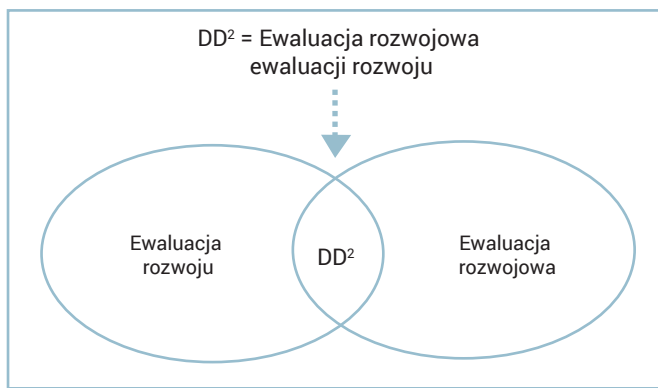 DD² = Ewaluacja rozwojowa
ewaluacji rozwoju
Ewaluacja
rozwoju
DD²
Ewaluacja
rozwojowa